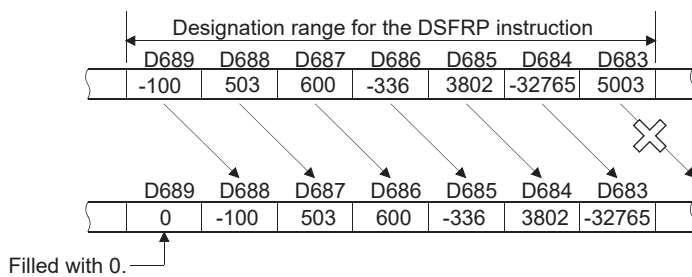 Designation range for the DSFRP instruction
D689 D688 D687 D686 D685 D684 D683
-100 503 600 -336 3802 -32765 5003
D689 D688 D687 D686 D685 D684 D683
0 -100 503 600 -336 3802 -32765
Filled with 0.